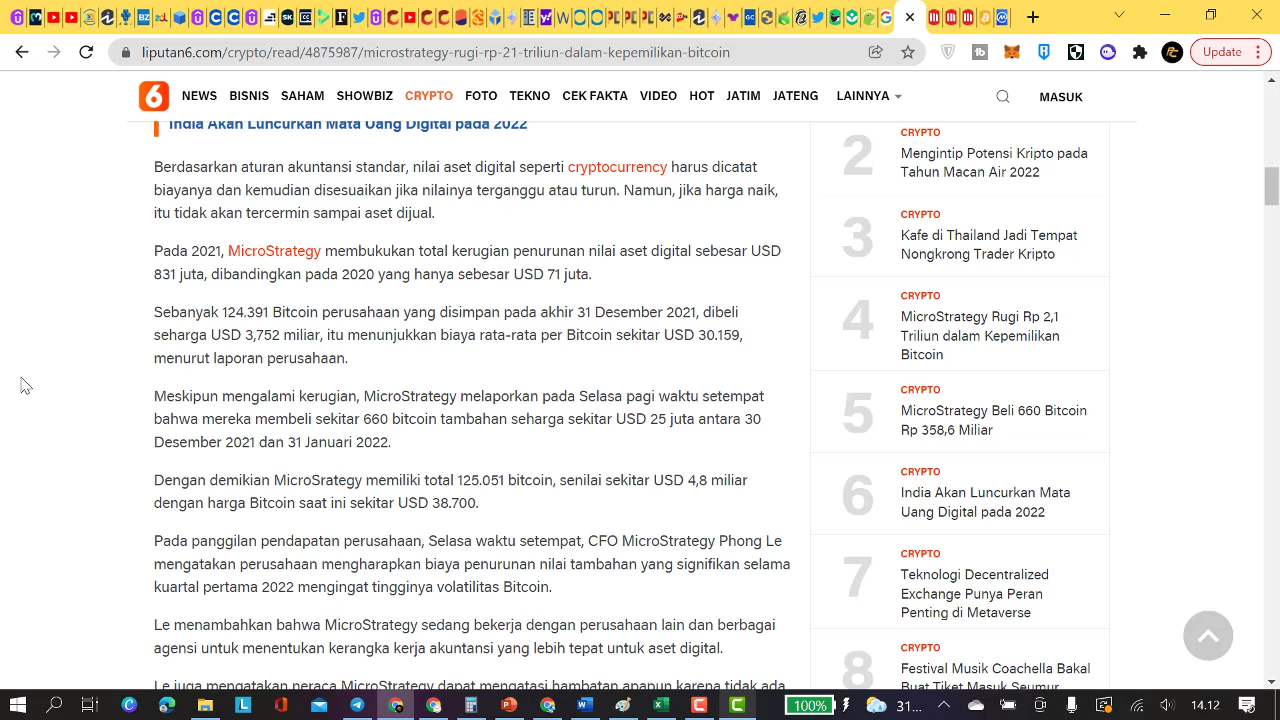 liputan6.com/crypto/read/4875987/microstrategy-rugi-rp-21-triliun-dalam-kepemilikan-bitcoin
Update
NEWS BISNIS SAHAM SHOWBIZ CRYPTO FOTO TEKNO CEK FAKTA VIDEO HOT JATIM JATENG LAINNYA MASUK
India Akan Luncurkan Mata Uang Digital pada 2022
Berdasarkan aturan akuntansi standar, nilai aset digital seperti cryptocurrency harus dicatat
biayanya dan kemudian disesuaikan jika nilainya terganggu atau turun. Namun, jika harga naik,
itu tidak akan tercermin sampai aset dijual.
Pada 2021, MicroStrategy membukukan total kerugian penurunan nilai aset digital sebesar USD
831 juta, dibandingkan pada 2020 yang hanya sebesar USD 71 juta.
Sebanyak 124.391 Bitcoin perusahaan yang disimpan pada akhir 31 Desember 2021, dibeli
seharga USD 3,752 miliar, itu menunjukkan biaya rata-rata per Bitcoin sekitar USD 30.159,
menurut laporan perusahaan.
Meskipun mengalami kerugian, MicroStrategy melaporkan pada Selasa pagi waktu setempat
bahwa mereka membeli sekitar 660 bitcoin tambahan seharga sekitar USD 25 juta antara 30
Desember 2021 dan 31 Januari 2022.
Dengan demikian MicroSrategy memiliki total 125.051 bitcoin, senilai sekitar USD 4,8 miliar
dengan harga Bitcoin saat ini sekitar USD 38.700.
Pada panggilan pendapatan perusahaan, Selasa waktu setempat, CFO MicroStrategy Phong Le
mengatakan perusahaan mengharapkan biaya penurunan nilai tambahan yang signifikan selama
kuartal pertama 2022 mengingat tingginya volatilitas Bitcoin.
Le menambahkan bahwa MicroStrategy sedang bekerja dengan perusahaan lain dan berbagai
agensi untuk menentukan kerangka kerja akuntansi yang lebih tepat untuk aset digital.
Le juga mengatakan neraca MicroStrategy dapat mengatasi hambatan apapun karena tidak ada
2
CRYPTO
Mengintip Potensi Kripto pada
Tahun Macan Air 2022
3
CRYPTO
Kafe di Thailand Jadi Tempat
Nongkrong Trader Kripto
4
CRYPTO
MicroStrategy Rugi Rp 2,1
Triliun dalam Kepemilikan
Bitcoin
5
CRYPTO
MicroStrategy Beli 660 Bitcoin
Rp 358,6 Miliar
6
CRYPTO
India Akan Luncurkan Mata
Uang Digital pada 2022
7
CRYPTO
Teknologi Decentralized
Exchange Punya Peran
Penting di Metaverse
8
CRYPTO
Festival Musik Coachella Bakal
Buat Tiket Masuk Seumur
100% 31... 14.12